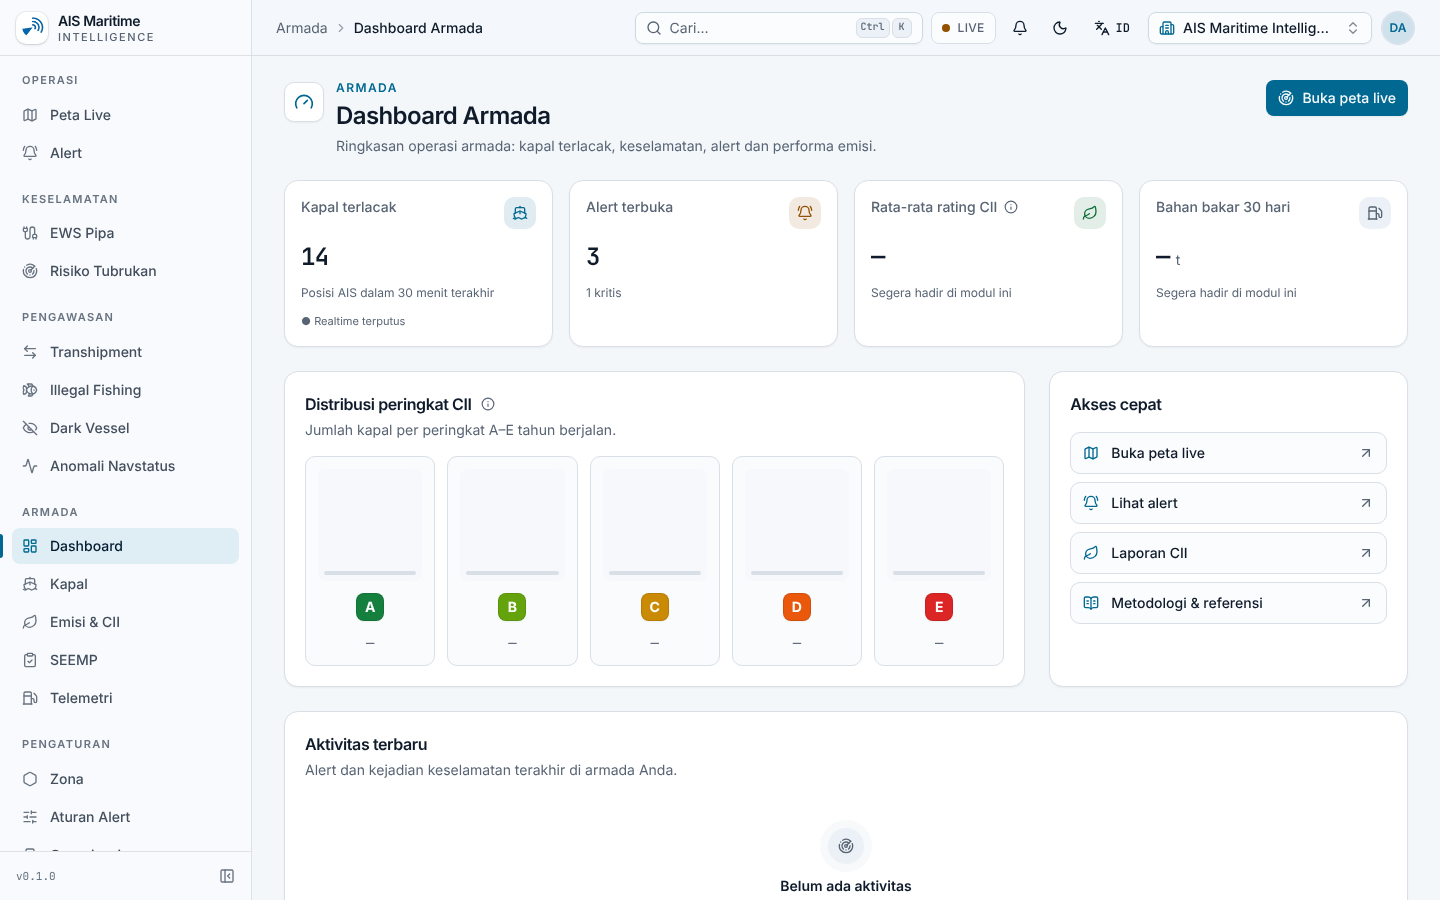 AIS Maritime
INTELLIGENCE
Armada
Dashboard Armada
Cari...
Ctrl K
LIVE
ID
AIS Maritime Intellig...
DA
OPERASI
Peta Live
Alert
KESELAMATAN
EWS Pipa
Risiko Tubrukan
PENGAWASAN
Transhipment
Illegal Fishing
Dark Vessel
Anomali Navstatus
ARMADA
Dashboard
Kapal
Emisi & CII
SEEMP
Telemetri
PENGATURAN
Zona
Aturan Alert
v0.1.0
ARMADA
Dashboard Armada
Ringkasan operasi armada: kapal terlacak, keselamatan, alert dan performa emisi.
Buka peta live
Kapal terlacak
14
Posisi AIS dalam 30 menit terakhir
Realtime terputus
Alert terbuka
3
1 kritis
Rata-rata rating CII
–
Segera hadir di modul ini
Bahan bakar 30 hari
– t
Segera hadir di modul ini
Distribusi peringkat CII
Jumlah kapal per peringkat A–E tahun berjalan.
A
–
B
–
C
–
D
–
E
–
Akses cepat
Buka peta live
Lihat alert
Laporan CII
Metodologi & referensi
Aktivitas terbaru
Alert dan kejadian keselamatan terakhir di armada Anda.
Belum ada aktivitas